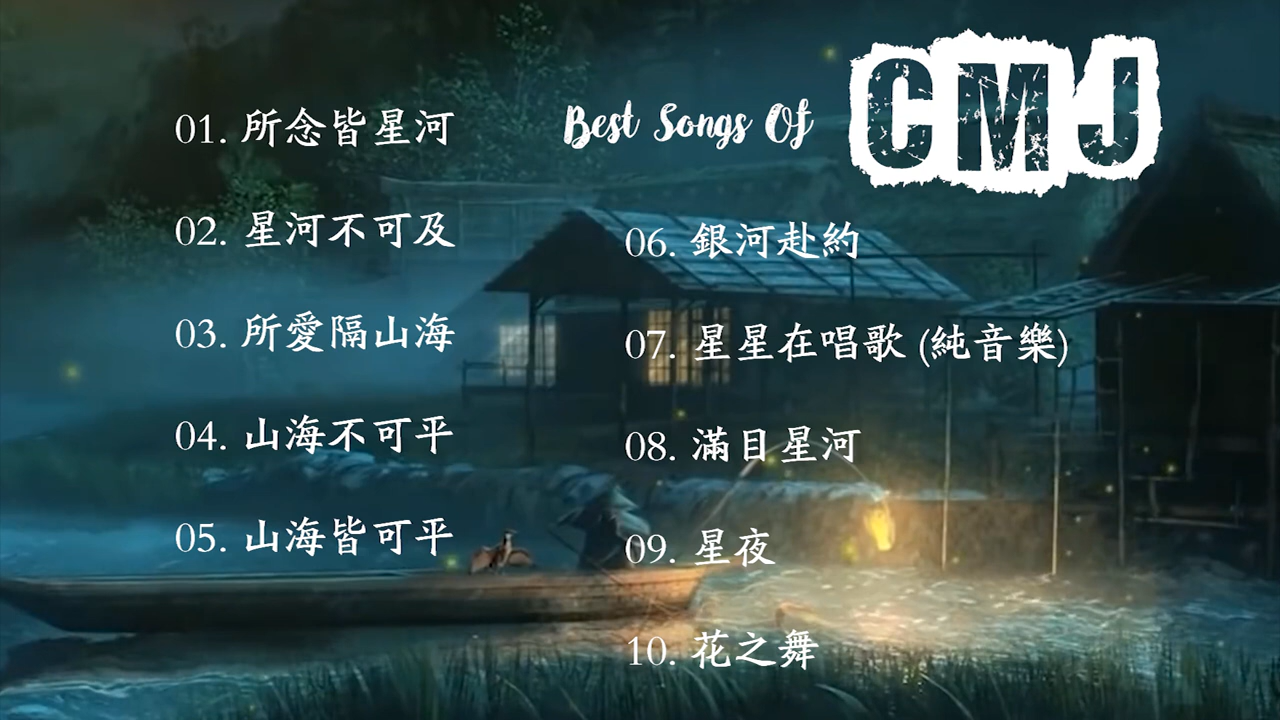 Best Songs Of CMJ
01. 所念皆星河
02. 星河不可及
03. 所愛隔山海
04. 山海不可平
05. 山海皆可平
06. 銀河赴約
07. 星星在唱歌 (純音樂)
08. 滿目星河
09. 星夜
10. 花之舞